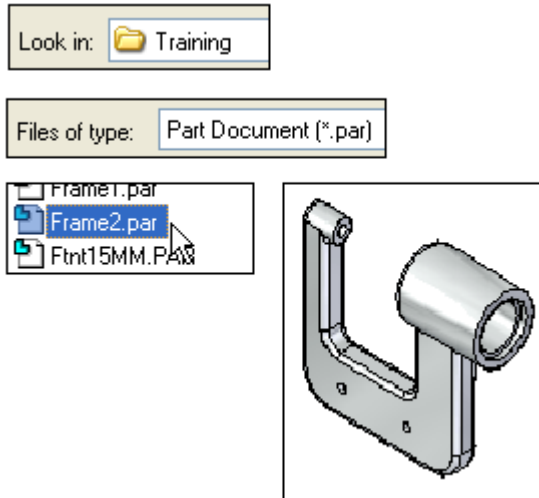 Look in: Training
Files of type: Part Document (*.par)
Frame1.par
Frame2.par
Ftnt15MM.PAR